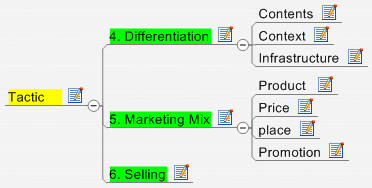 Tactic
4. Differentiation
Contents
Context
Infrastructure
5. Marketing Mix
Product
Price
place
Promotion
6. Selling